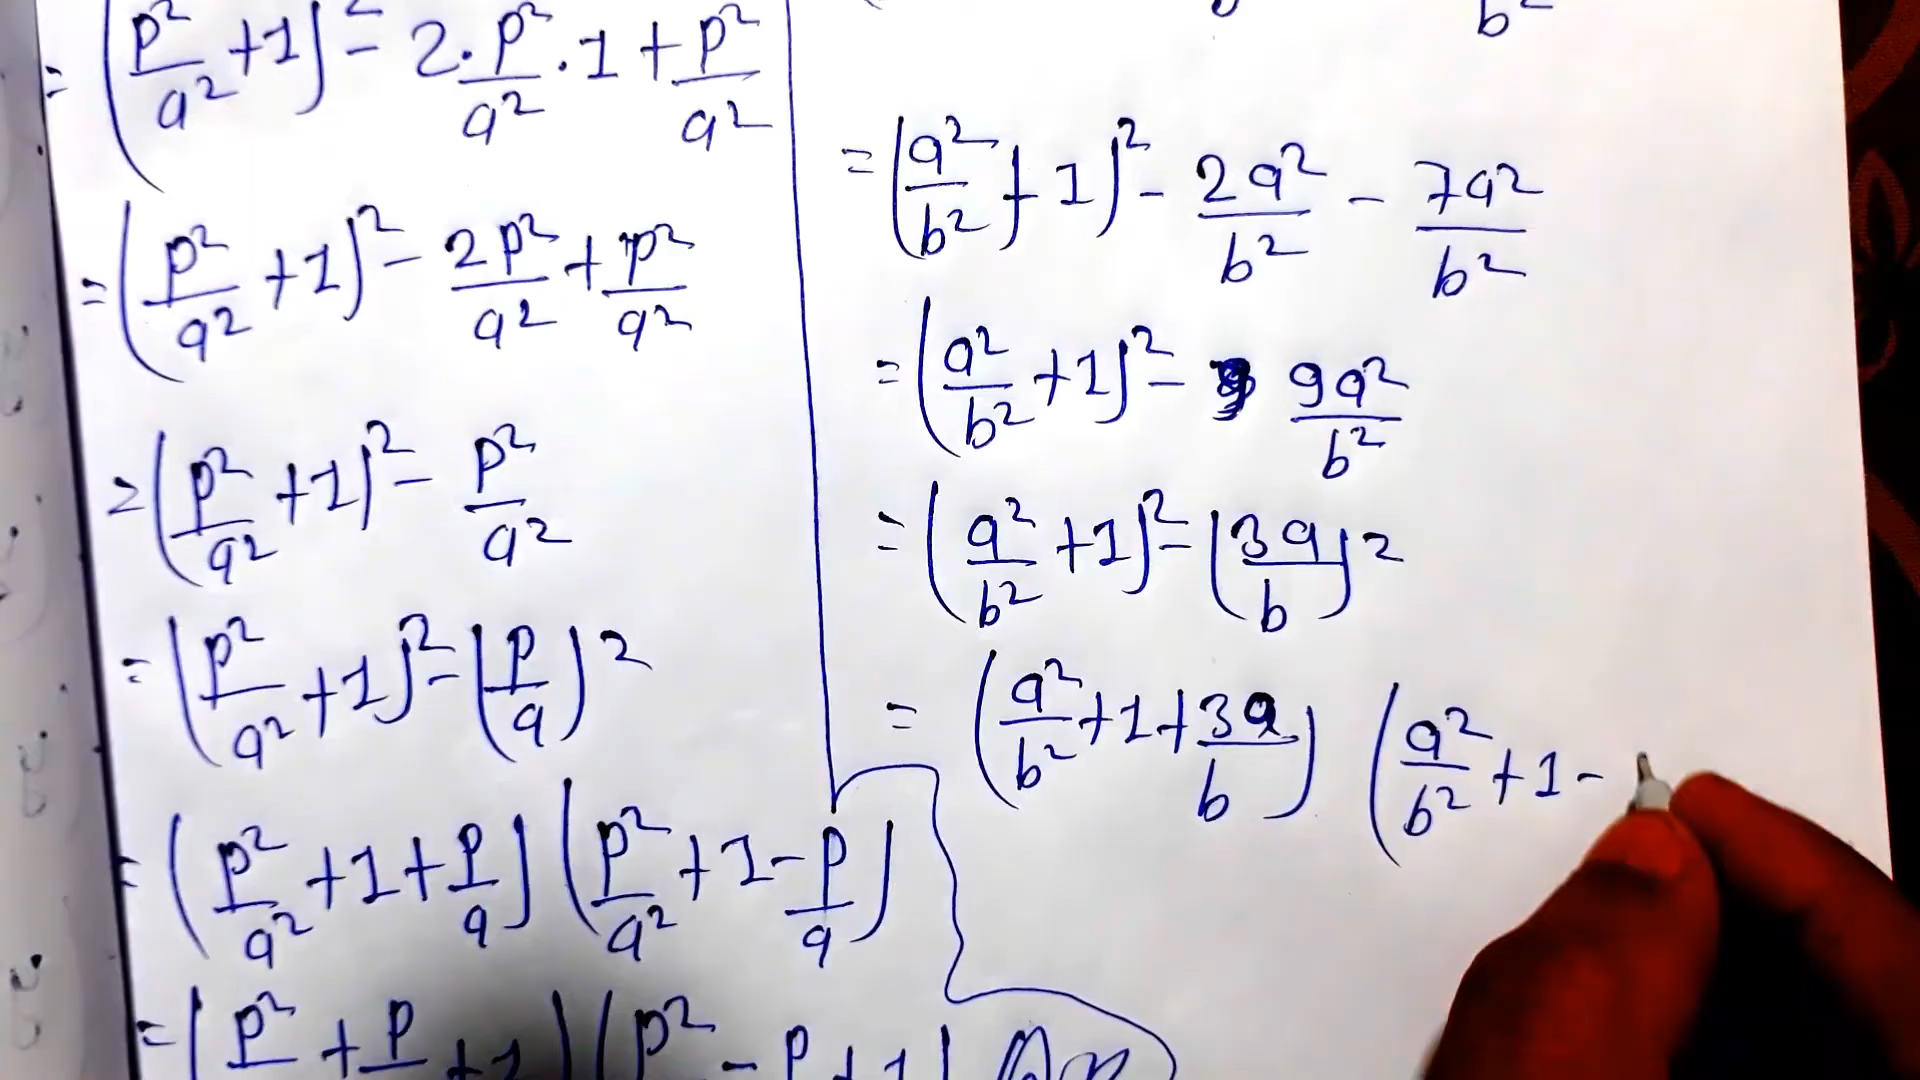 = (p²/a² + 1)² - 2·p²/a²·1 + p²/a²
= (p²/a² + 1)² - 2p²/a² + p²/a²
= (p²/a² + 1)² - p²/a²
= (p²/a² + 1)² - (p/a)²
= (p²/a² + 1 + p/a) (p²/a² + 1 - p/a)
b²
= (a²/b² + 1)² - 2a²/b² - 7a²/b²
= (a²/b² + 1)² - 9a²/b²
= (a²/b² + 1)² - (3a/b)²
= (a²/b² + 1 + 3a/b) (a²/b² + 1 -